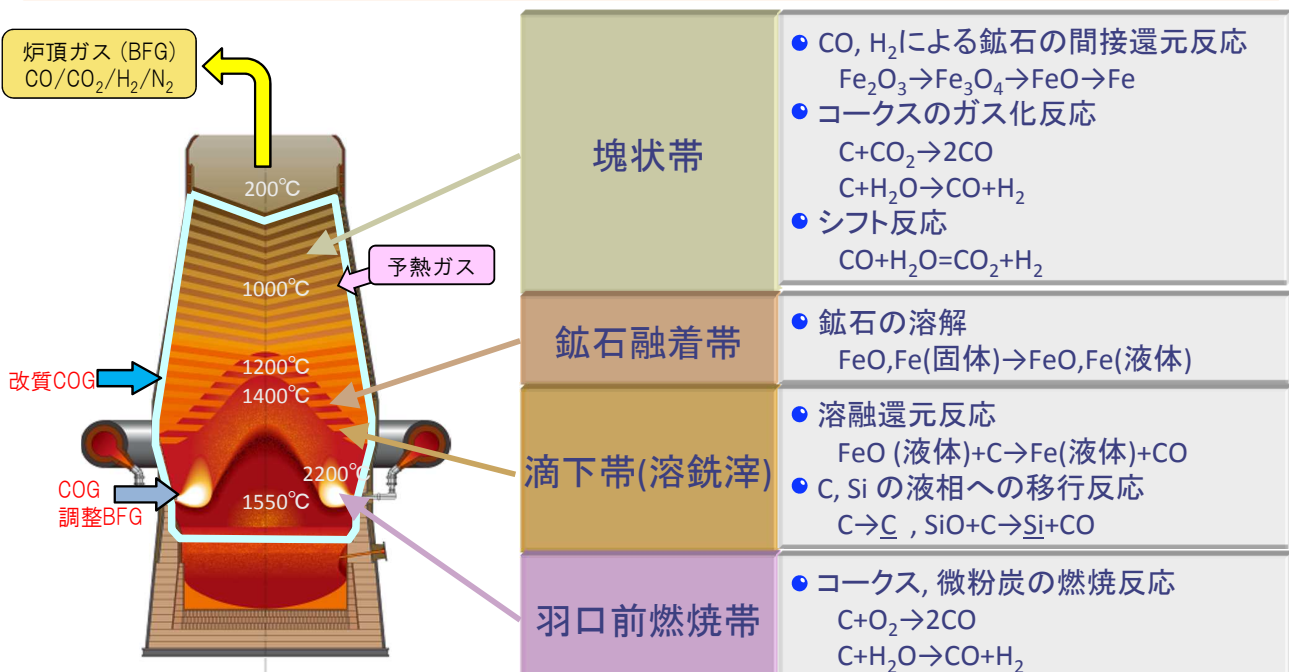 炉頂ガス (BFG)
CO/CO₂/H₂/N₂
200℃
予熱ガス
1000℃
1200℃
改質COG
1400℃
2200℃
COG
調整BFG
1550℃
塊状帯
● CO, H₂による鉱石の間接還元反応
Fe₂O₃→Fe₃O₄→FeO→Fe
● コークスのガス化反応
C+CO₂→2CO
C+H₂O→CO+H₂
● シフト反応
CO+H₂O=CO₂+H₂
鉱石融着帯
● 鉱石の溶解
FeO,Fe(固体)→FeO,Fe(液体)
滴下帯(溶銑滓)
● 溶融還元反応
FeO (液体)+C→Fe(液体)+CO
● C, Si の液相への移行反応
C→C , SiO+C→Si+CO
羽口前燃焼帯
● コークス, 微粉炭の燃焼反応
C+O₂→2CO
C+H₂O→CO+H₂